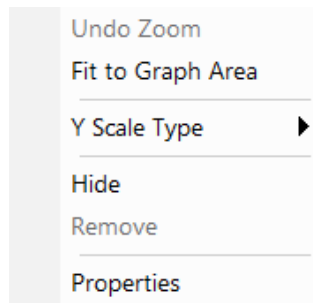 Undo Zoom
Fit to Graph Area
Y Scale Type
Hide
Remove
Properties